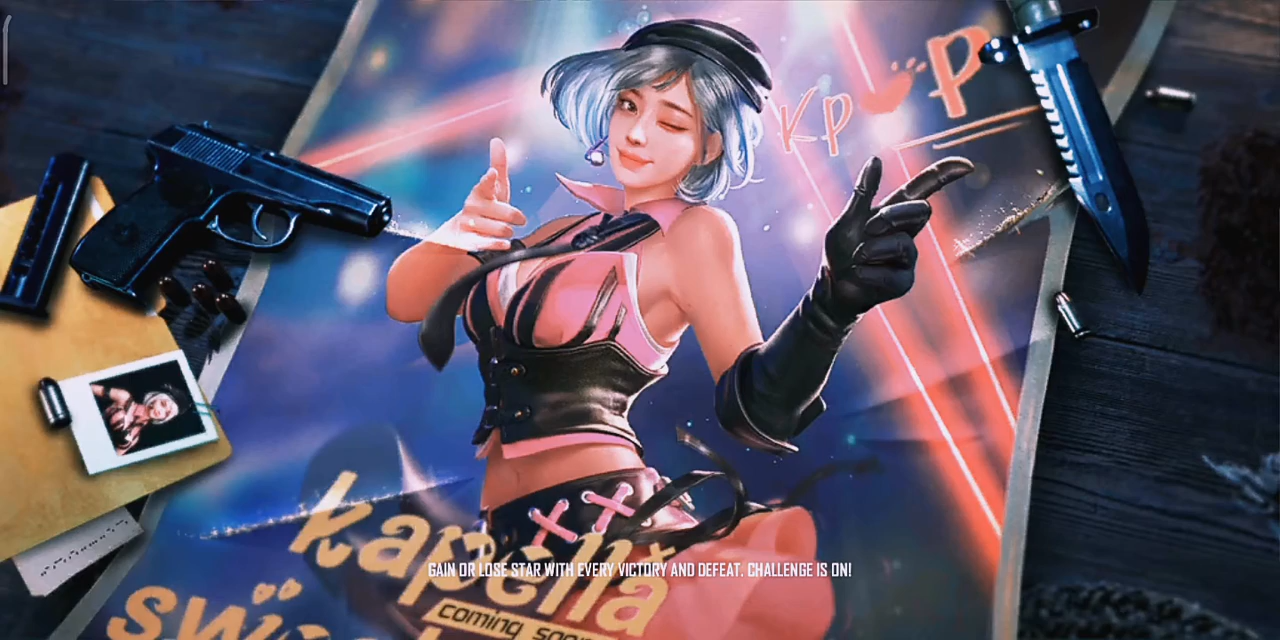 KP P
kapella
GAIN OR LOSE STAR WITH EVERY VICTORY AND DEFEAT. CHALLENGE IS ON!
coming soon